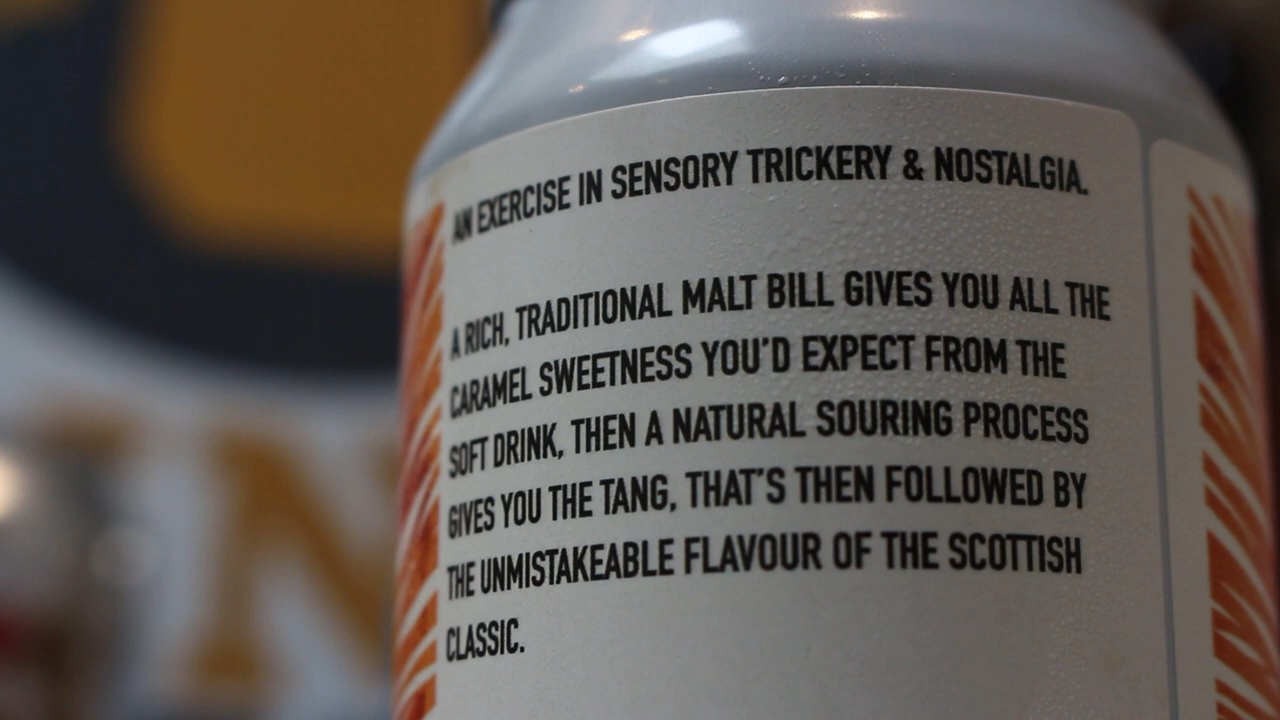 AN EXERCISE IN SENSORY TRICKERY & NOSTALGIA.
A RICH, TRADITIONAL MALT BILL GIVES YOU ALL THE
CARAMEL SWEETNESS YOU'D EXPECT FROM THE
SOFT DRINK, THEN A NATURAL SOURING PROCESS
GIVES YOU THE TANG, THAT'S THEN FOLLOWED BY
THE UNMISTAKEABLE FLAVOUR OF THE SCOTTISH
CLASSIC.